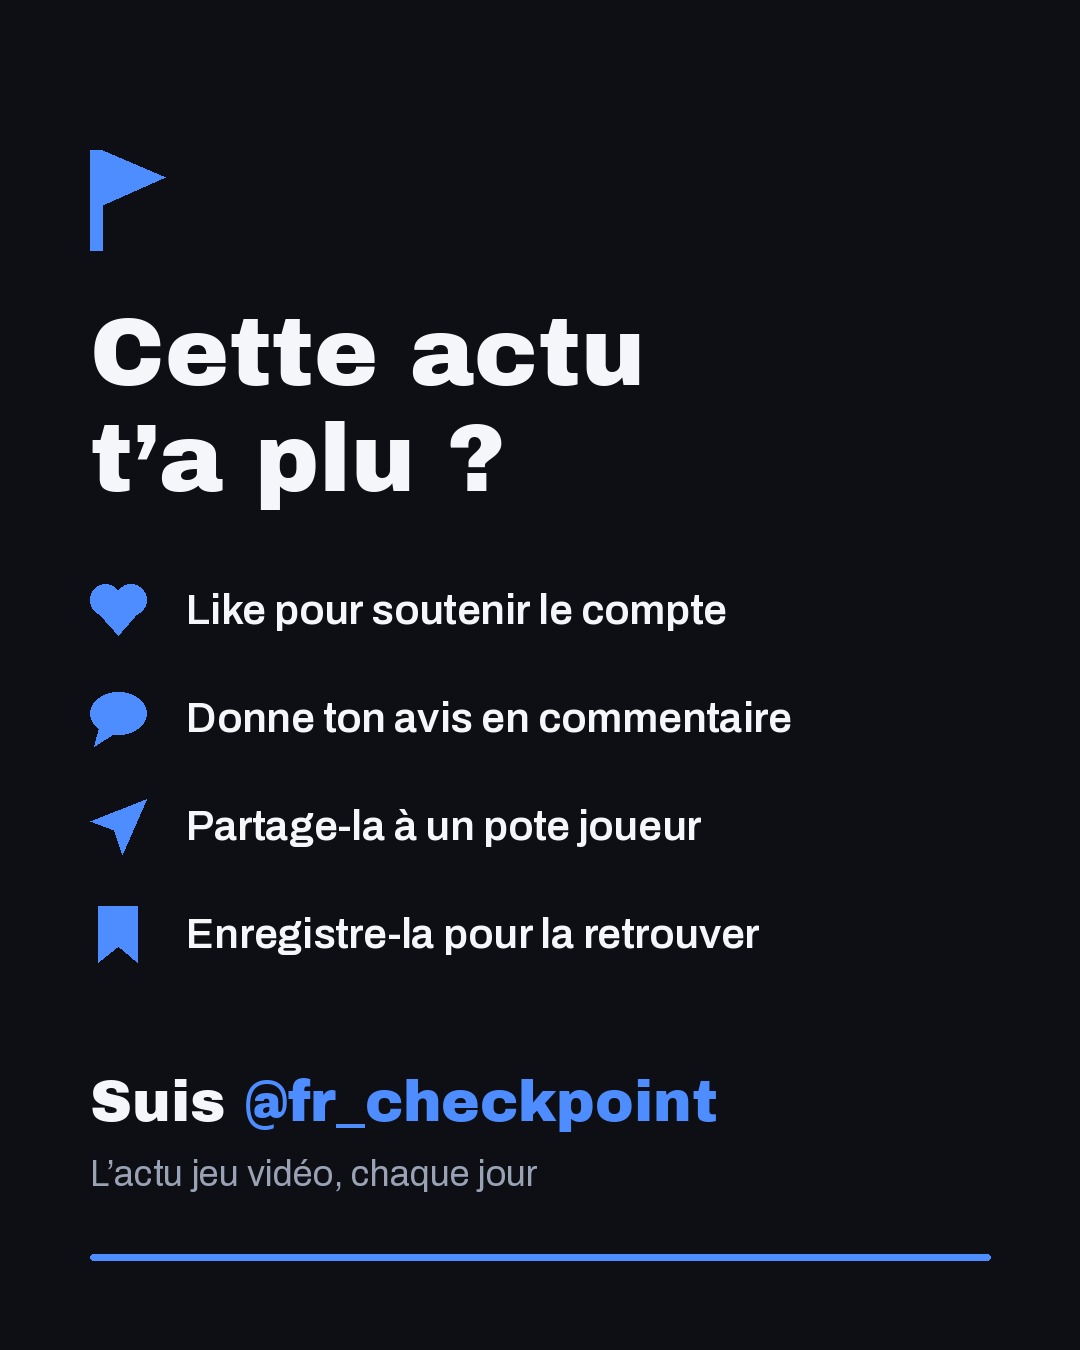 Cette actu
t’a plu ?
Like pour soutenir le compte
Donne ton avis en commentaire
Partage-la à un pote joueur
Enregistre-la pour la retrouver
Suis @fr_checkpoint
L’actu jeu vidéo, chaque jour